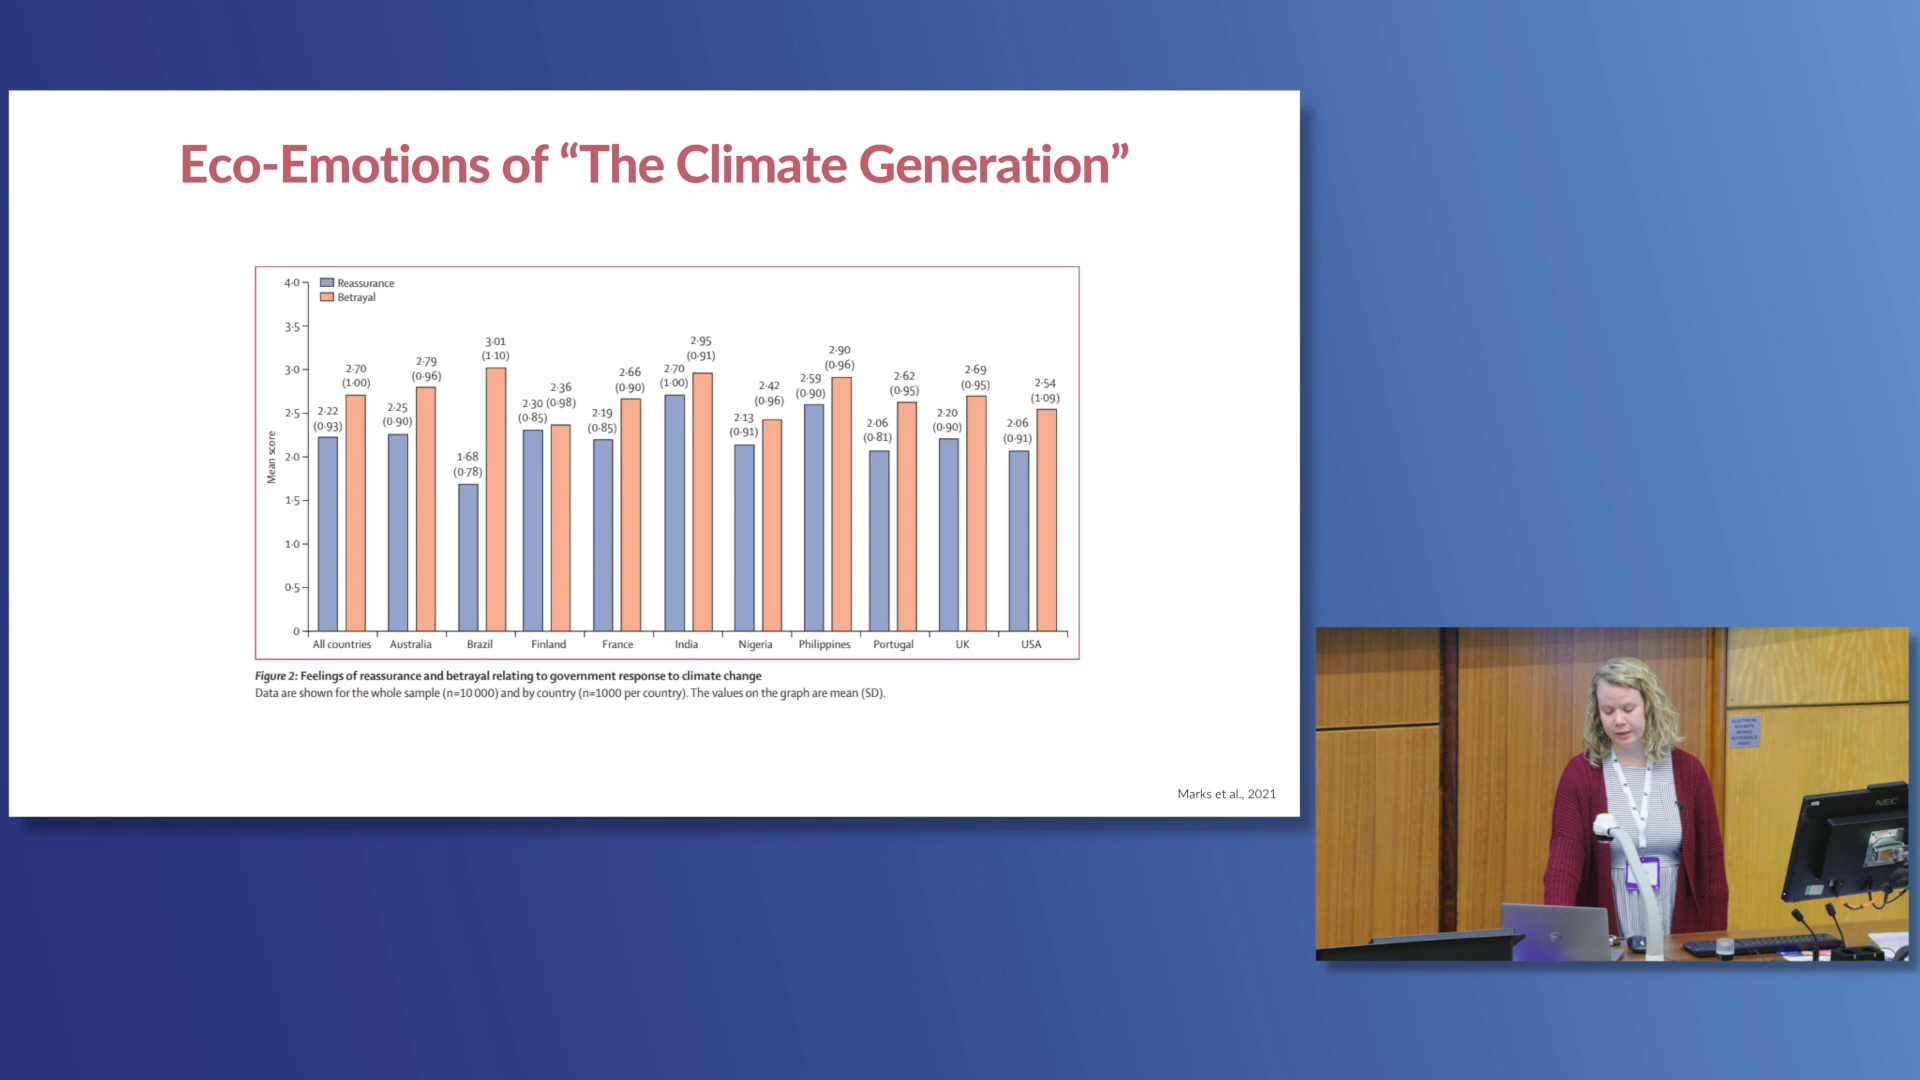 Eco-Emotions of “The Climate Generation”
4·0
3·5
3·0
2·5
2·0
1·5
1·0
0·5
0
Mean score
Reassurance
Betrayal
2·22
(0·93)
2·70
(1·00)
2·25
(0·90)
2·79
(0·96)
1·68
(0·78)
3·01
(1·10)
2·30
(0·85)
2·36
(0·98)
2·19
(0·85)
2·66
(0·90)
2·70
(1·00)
2·95
(0·91)
2·13
(0·91)
2·42
(0·96)
2·59
(0·90)
2·90
(0·96)
2·06
(0·81)
2·62
(0·95)
2·20
(0·90)
2·69
(0·95)
2·06
(0·91)
2·54
(1·09)
All countries
Australia
Brazil
Finland
France
India
Nigeria
Philippines
Portugal
UK
USA
Figure 2: Feelings of reassurance and betrayal relating to government response to climate change
Data are shown for the whole sample (n=10 000) and by country (n=1000 per country). The values on the graph are mean (SD).
Marks et al., 2021
ELECTRICAL
SOCKETS
BEHIND
ACCESSIBLE
PANEL
NEC